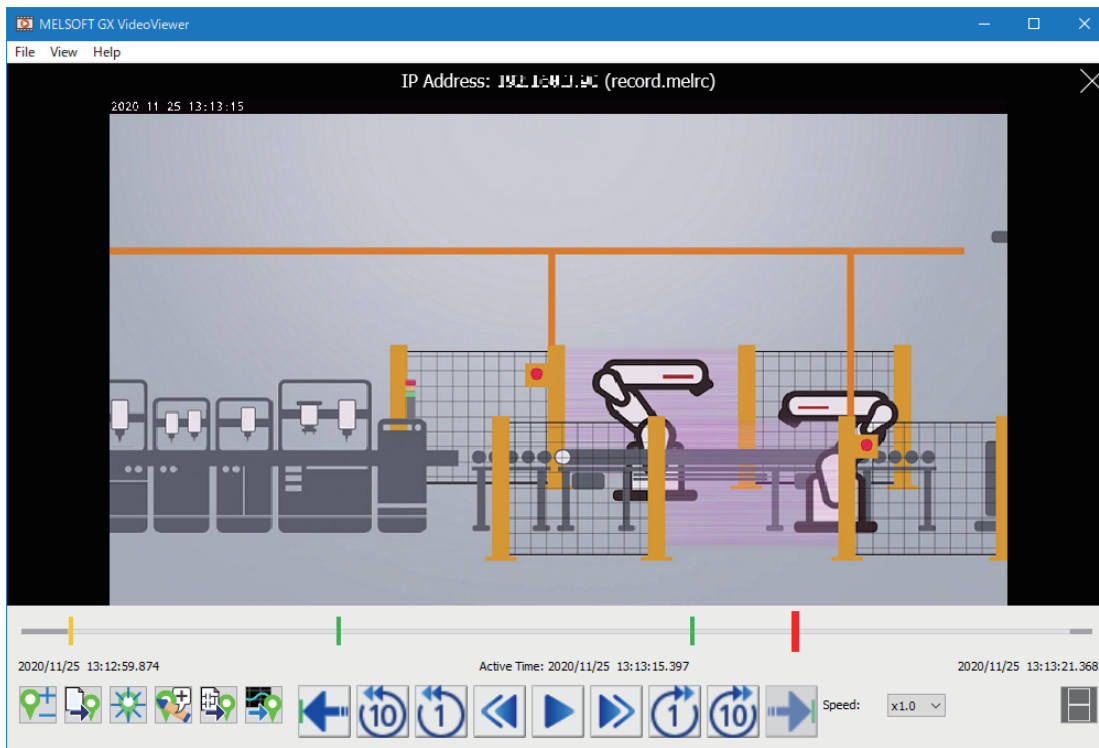 MELSOFT GX VideoViewer
File View Help
IP Address: (record.melrc)
2020 11 25 13:13:15
2020/11/25 13:12:59.874
Active Time: 2020/11/25 13:13:15.397
2020/11/25 13:13:21.368
10 1 1 10 Speed: x1.0